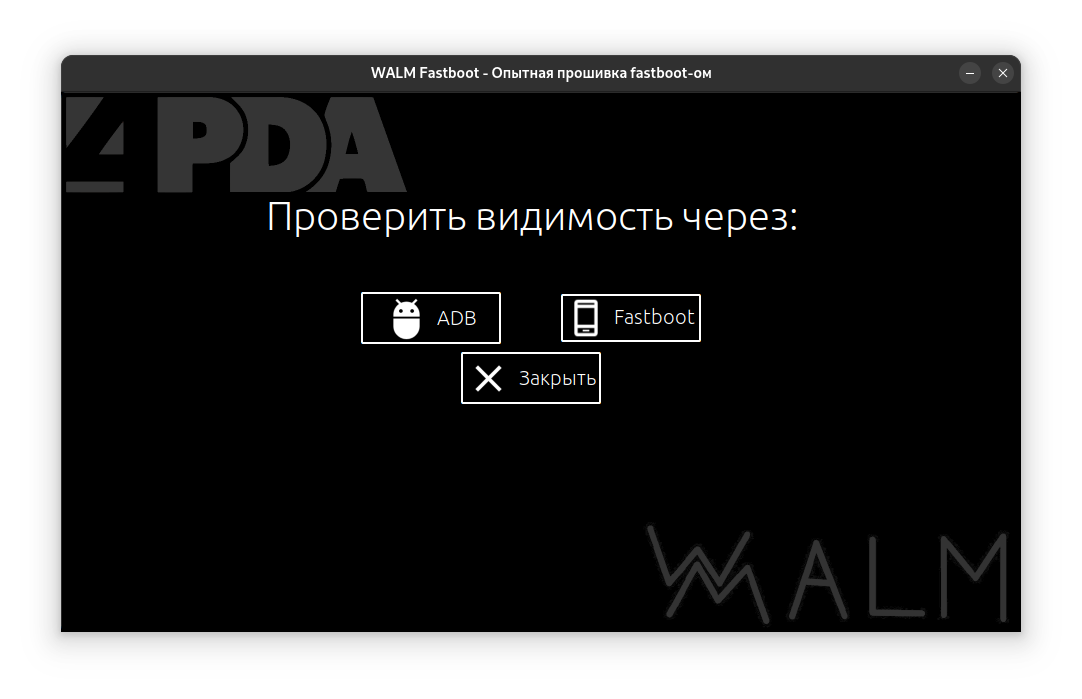 WALM Fastboot - Опытная прошивка fastboot-ом
4PDA
Проверить видимость через:
ADB
Fastboot
Закрыть
WALM